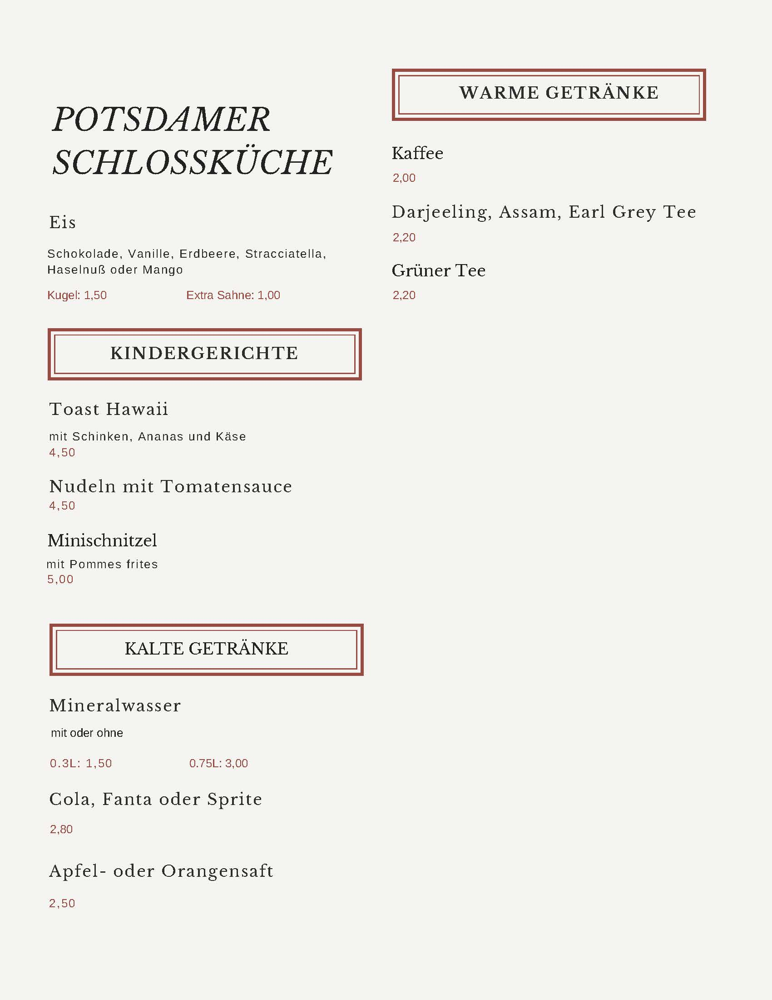 POTSDAMER
SCHLOSSKÜCHE
Eis
Schokolade, Vanille, Erdbeere, Stracciatella,
Haselnuß oder Mango
Kugel: 1,50 Extra Sahne: 1,00
KINDERGERICHTE
Toast Hawaii
mit Schinken, Ananas und Käse
4,50
Nudeln mit Tomatensauce
4,50
Minischnitzel
mit Pommes frites
5,00
KALTE GETRÄNKE
Mineralwasser
mit oder ohne
0.3L: 1,50 0.75L: 3,00
Cola, Fanta oder Sprite
2,80
Apfel- oder Orangensaft
2,50
WARME GETRÄNKE
Kaffee
2,00
Darjeeling, Assam, Earl Grey Tee
2,20
Grüner Tee
2,20